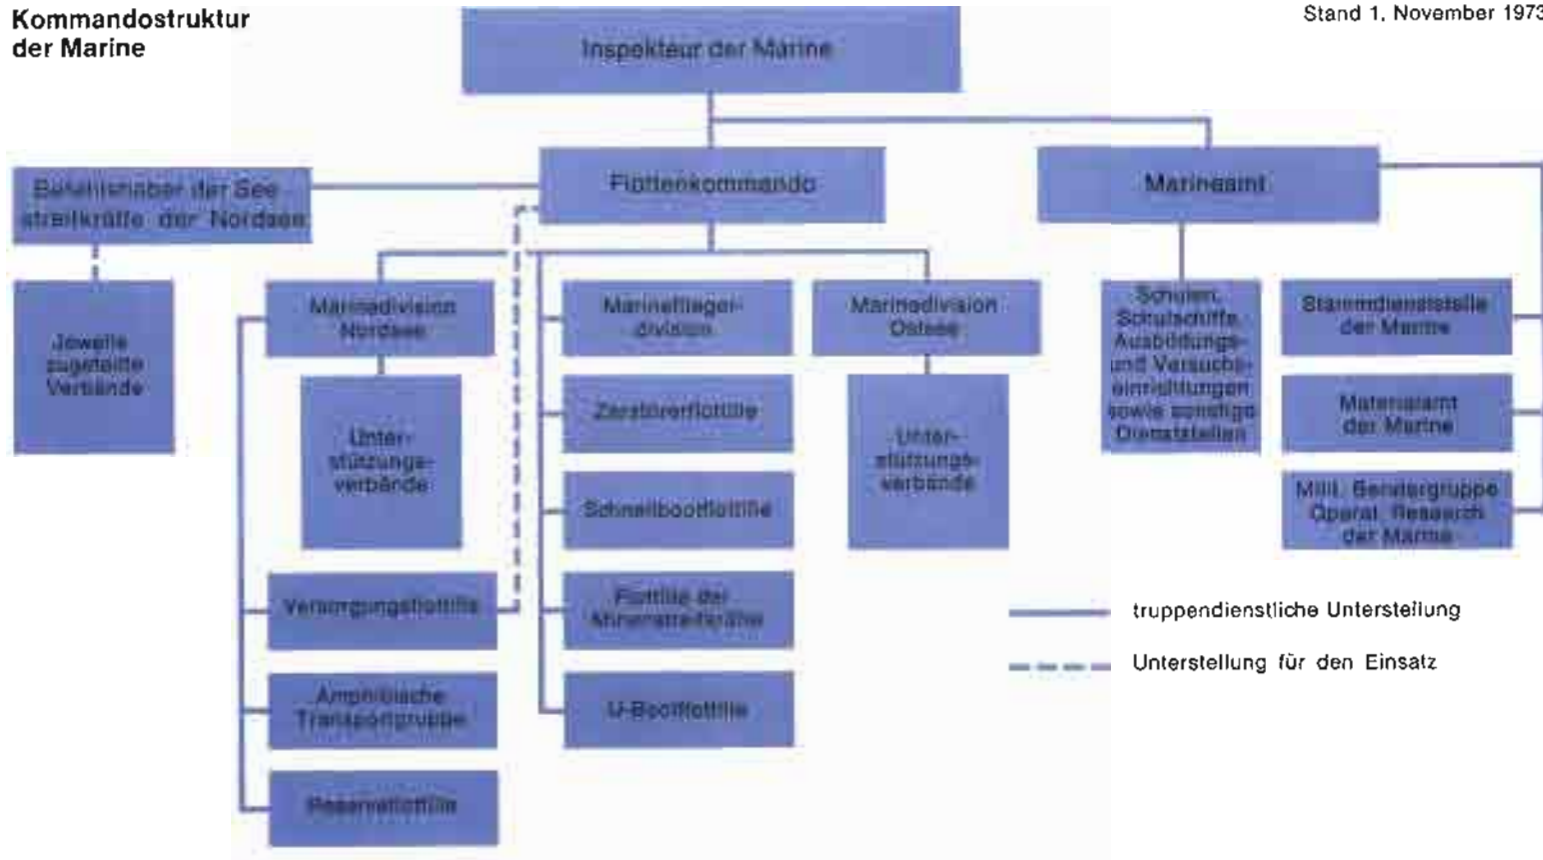 Kommandostruktur
der Marine
Stand 1. November 1973
Inspekteur der Marine
Befehlshaber der See-
streitkräfte der Nordsee
Flottenkommando
Marineamt
Jeweils
zugeteilte
Verbände
Marinedivision
Nordsee
Marineflieger-
division
Marinedivision
Ostsee
Schulen,
Schulschiffe,
Ausbildungs-
und Versuchs-
einrichtungen
sowie sonstige
Dienststellen
Stammdienststelle
der Marine
Unter-
stützungs-
verbände
Zerstörerflottille
Unter-
stützungs-
verbände
Materialamt
der Marine
Schnellbootflottille
Milit.
Operat. Research
der Marine
Versorgungsflottille
Flottille der
Minenstreitkräfte
truppendienstliche Unterstellung
Unterstellung für den Einsatz
Amphibische
Transportgruppe
U-Bootflottille
Reserveflottille